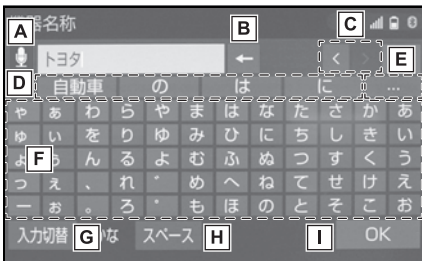 器名称
A B C
トヨタ ← < > E
D 自動車 の は に ...
ゃ ぁ わ ら や ま は な た さ か あ
ゅ ぃ を り ゆ み ひ に ち し き い
ん る よ む ふ ぬ つ す く う
F
っ ぇ 、 れ ゛ め へ ね て せ け え
ー ぉ 。 ろ ゜ も ほ の と そ こ お
入力切替 G な スペース H I OK